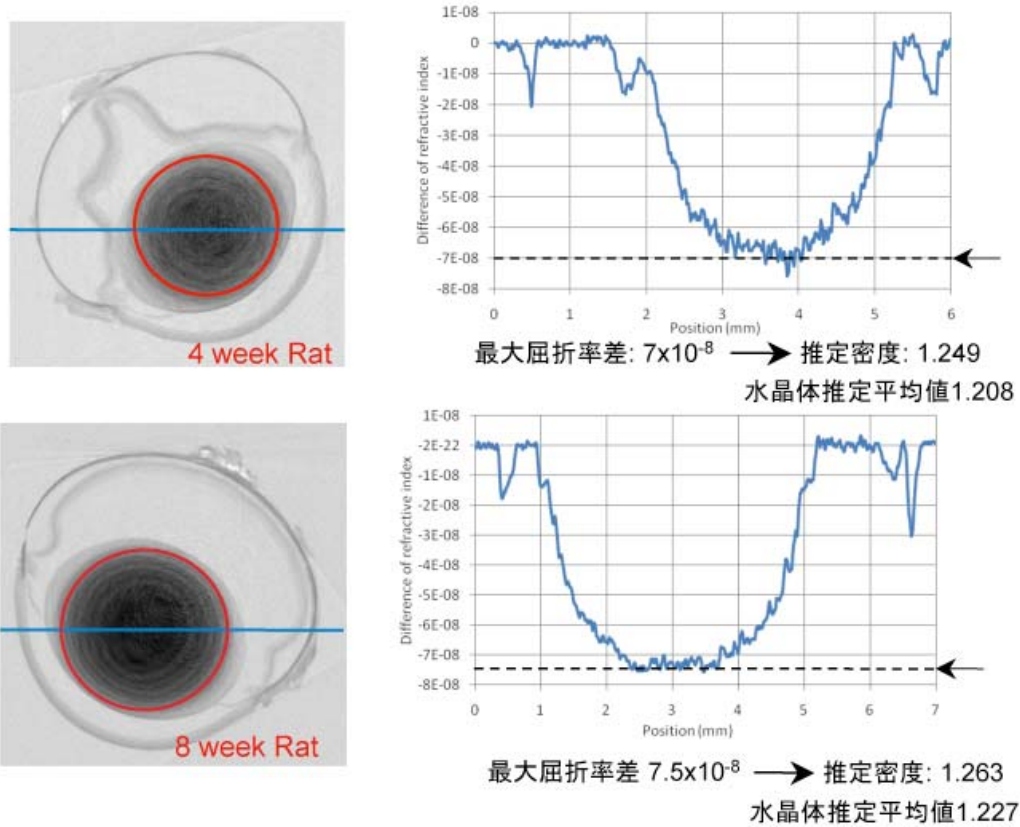 4 week Rat
Difference of refractive index
1E-08
0
-1E-08
-2E-08
-3E-08
-4E-08
-5E-08
-6E-08
-7E-08
-8E-08
0 1 2 3 4 5 6
Position (mm)
最大屈折率差: 7x10⁻⁸ → 推定密度: 1.249
水晶体推定平均値1.208
8 week Rat
Difference of refractive index
1E-08
-2E-22
-1E-08
-2E-08
-3E-08
-4E-08
-5E-08
-6E-08
-7E-08
-8E-08
0 1 2 3 4 5 6 7
Position (mm)
最大屈折率差 7.5x10⁻⁸ → 推定密度: 1.263
水晶体推定平均値1.227